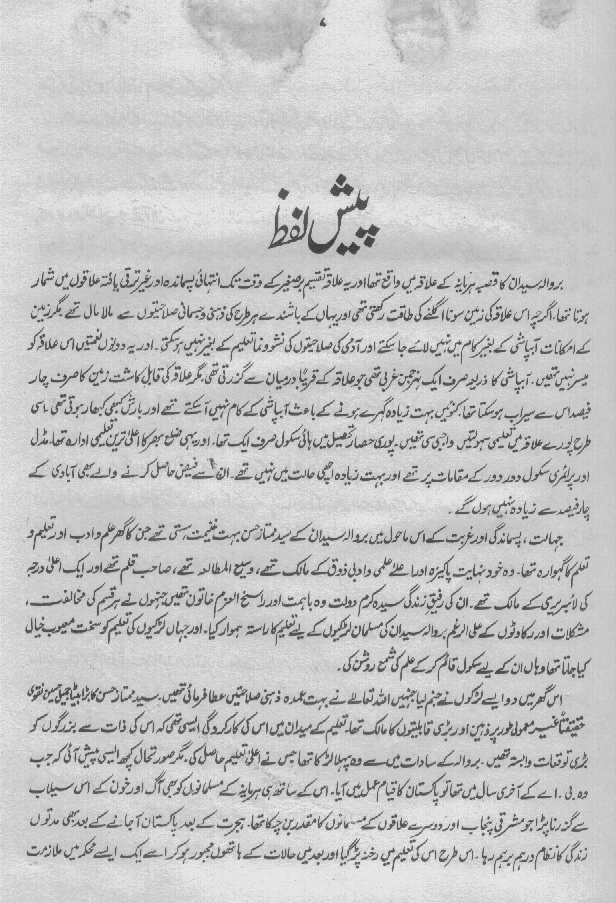 پیش لفظ
بروالہ سیدان کا قصبہ ہریانہ کے علاقہ میں واقع تھا اور یہ علاقہ تقسیم برصغیر کے وقت تک انتہائی پسماندہ اور غیر ترقی یافتہ علاقوں میں شمار
ہوتا تھا۔ اگرچہ اس علاقہ کی زمین سونا اگلنے کی طاقت رکھتی تھی اور یہاں کے باشندے ہر طرح کی ذہنی و جسمانی صلاحیتوں سے مالا مال تھے مگر زمین
کے امکانات آبپاشی کے بغیر کام میں نہیں لائے جا سکتے اور آدمی کی صلاحیتوں کی نشوونما تعلیم کے بغیر نہیں ہو سکتی۔ اور یہ دونوں نعمتیں اس علاقہ کو
میسر نہیں تھیں۔ آبپاشی کا ذریعہ صرف ایک نہر جمن غربی تھی جو علاقہ کے قریباً درمیان سے گزرتی تھی مگر علاقہ کی قابل کاشت زمین کا صرف چار
فیصد اس سے سیراب ہو سکتا تھا۔ کنوئیں بہت زیادہ گہرے ہونے کے باعث آبپاشی کے کام نہیں آ سکتے تھے اور بارش کبھی کبھار ہوتی تھی۔ اسی
طرح پورے علاقہ میں تعلیمی سہولتیں واجبی سی تھیں۔ پوری حصار تحصیل میں ہائی سکول صرف ایک تھا۔ اور یہی ضلع بھر کا اعلیٰ ترین تعلیمی ادارہ تھا۔ مڈل
اور پرائمری سکول دور دور کے مقامات پر تھے اور بہت زیادہ اچھی حالت میں نہیں تھے۔ ان سے فیض حاصل کرنے والے بھی آبادی کے
چار فیصد سے زیادہ نہیں ہوں گے۔
جہالت، پسماندگی اور غربت کے اس ماحول میں بروالہ سیدان کے سید ممتاز حسن بہت غنیمت ہستی تھے جن کا گھر علم و ادب اور تعلیم و
تعلم کا گہوارہ تھا۔ وہ خود نہایت پاکیزہ اور اعلےٰ علمی و ادبی ذوق کے مالک تھے، وسیع المطالعہ تھے، صاحب قلم تھے اور ایک اعلیٰ درجہ
کی لائبریری کے مالک تھے۔ ان کی رفیق زندگی سیدہ کرم دولت وہ باہمت اور راسخ العزم خاتون تھیں جنہوں نے ہر قسم کی مخالفت،
مشکلات اور رکاوٹوں کے علی الرغم بروالہ سیدان کی مسلمان لڑکیوں کے لیے تعلیم کا راستہ ہموار کیا۔ اور جہاں لڑکیوں کی تعلیم کو سخت معیوب خیال
کیا جاتا تھا وہاں ان کے لیے سکول قائم کر کے علم کی شمع روشن کی۔
اس گھر میں دو ایسے لڑکوں نے جنم لیا جنہیں اللہ تعالےٰ نے بہت عمدہ ذہنی صلاحیتیں عطا فرمائی تھیں۔ سید ممتاز حسن کا بڑا بیٹا جمیل حسین نقوی
حقیقتاً غیر معمولی طور پر ذہین اور بڑی قابلیتوں کا مالک تھا۔ تعلیم کے میدان میں اس کی کارکردگی ایسی تھی کہ اس کی ذات سے بزرگوں کو
بڑی توقعات وابستہ تھیں۔ بروالہ کے سادات میں سے وہ پہلا لڑکا تھا جس نے اعلیٰ تعلیم حاصل کی۔ مگر صورتحال کچھ ایسی پیش آئی کہ جب
وہ بی۔ اے کے آخری سال میں تھا تو پاکستان کا قیام عمل میں آیا۔ اس کے ساتھ ہی ہریانہ کے مسلمانوں کو بھی آگ اور خون کے اس سیلاب
سے گزرنا پڑا جو مشرقی پنجاب اور دوسرے علاقوں کے مسلمانوں کا مقدر بن چکا تھا۔ ہجرت کے بعد پاکستان آ جانے کے بعد بھی مدتوں
زندگی کا نظام درہم برہم رہا۔ اس طرح اس کی تعلیم میں رخنہ پڑ گیا اور بعد میں حالات کے ہاتھوں مجبور ہو کر اسے ایک ایسے محکمہ میں ملازمت